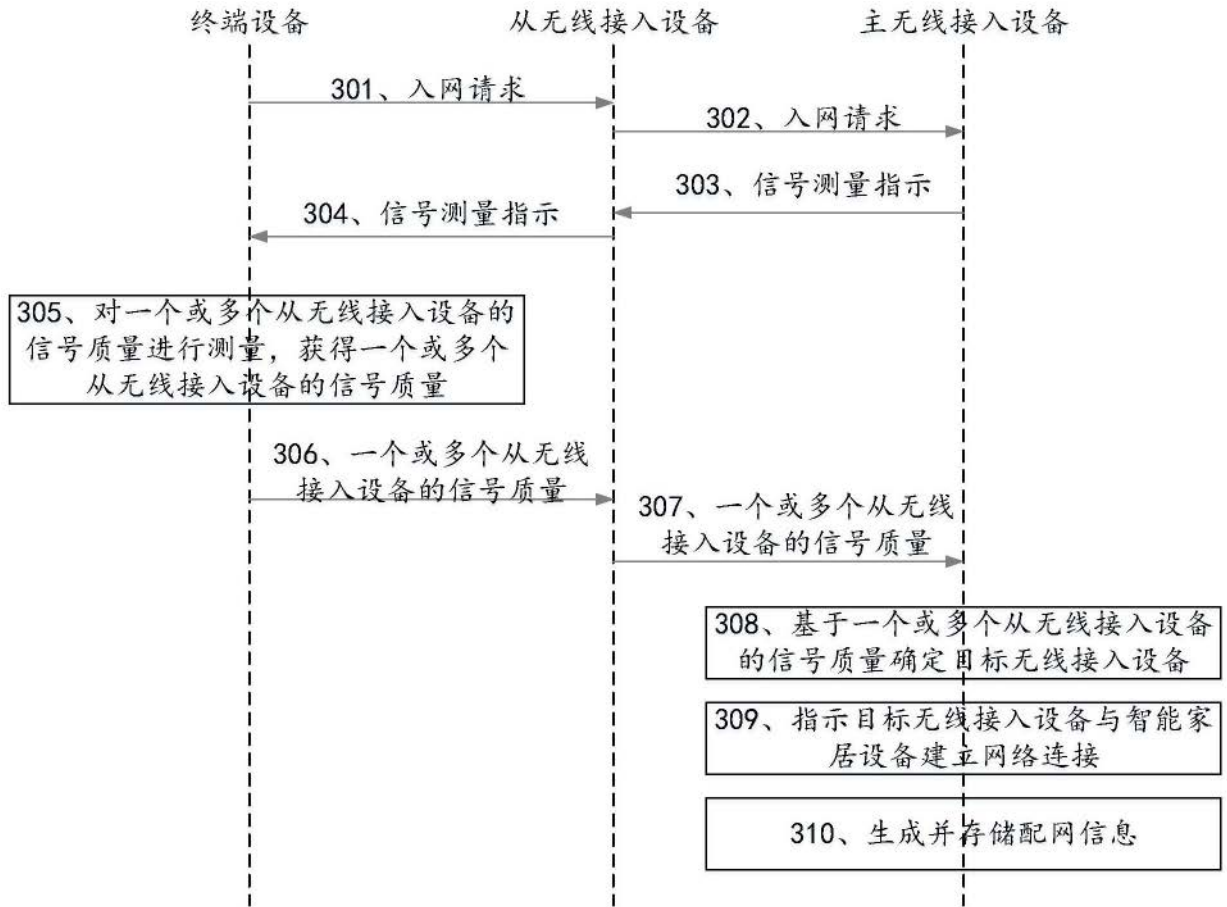 终端设备
从无线接入设备
主无线接入设备
301、入网请求
302、入网请求
303、信号测量指示
304、信号测量指示
305、对一个或多个从无线接入设备的
信号质量进行测量，获得一个或多个
从无线接入设备的信号质量
306、一个或多个从无线
接入设备的信号质量
307、一个或多个从无线
接入设备的信号质量
308、基于一个或多个从无线接入设备
的信号质量确定目标无线接入设备
309、指示目标无线接入设备与智能家
居设备建立网络连接
310、生成并存储配网信息